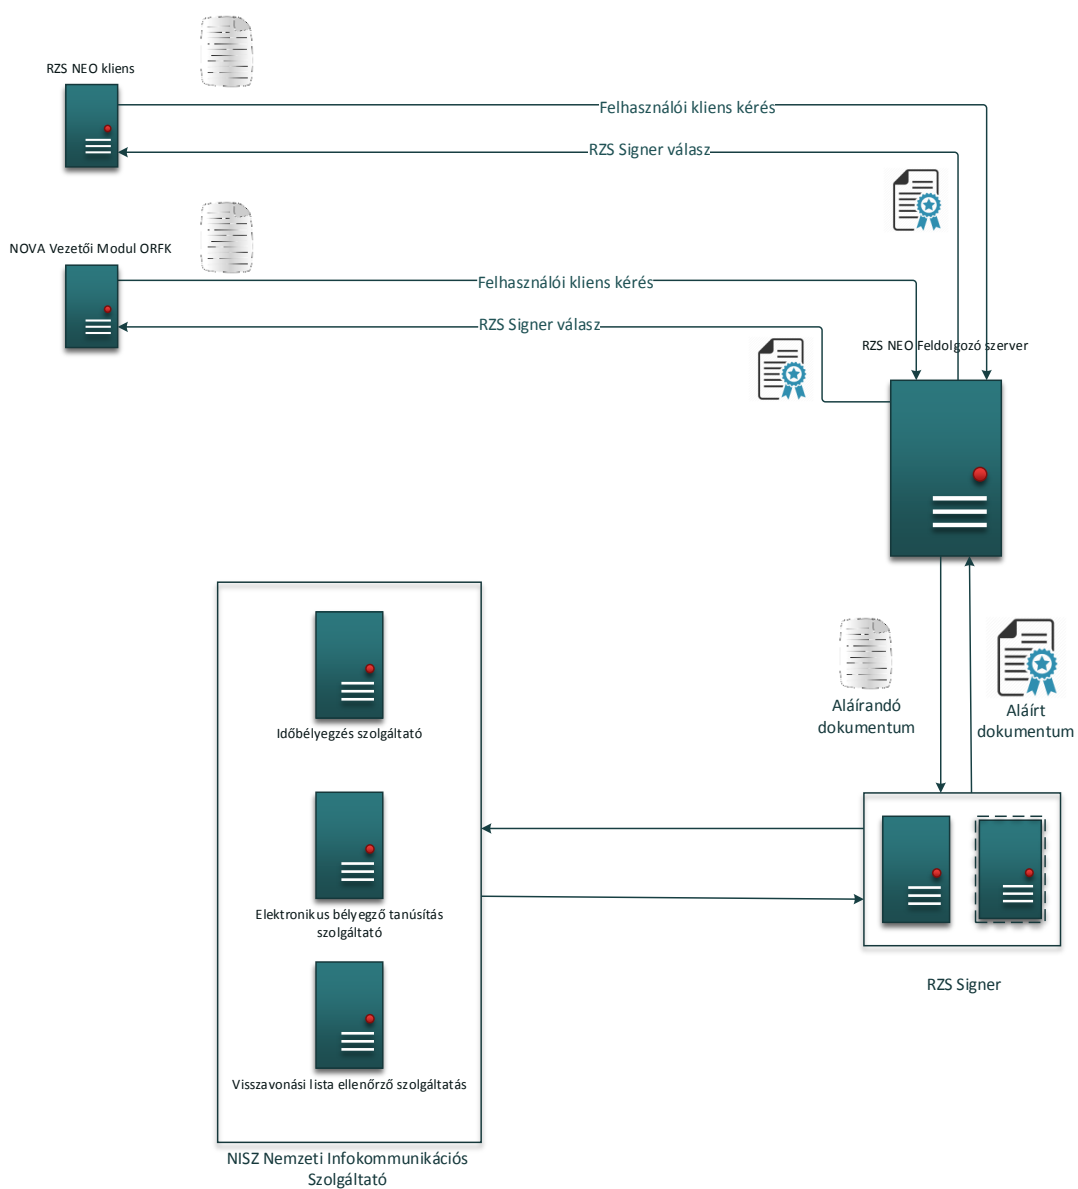 RZS NEO kliens
Felhasználói kliens kérés
RZS Signer válasz
NOVA Vezetői Modul ORFK
Felhasználói kliens kérés
RZS Signer válasz
RZS NEO Feldolgozó szerver
Aláírandó
dokumentum
Aláírt
dokumentum
Időbélyegzés szolgáltató
Elektronikus bélyegző tanúsítás
szolgáltató
RZS Signer
Visszavonási lista ellenőrző szolgáltatás
NISZ Nemzeti Infokommunikációs
Szolgáltató